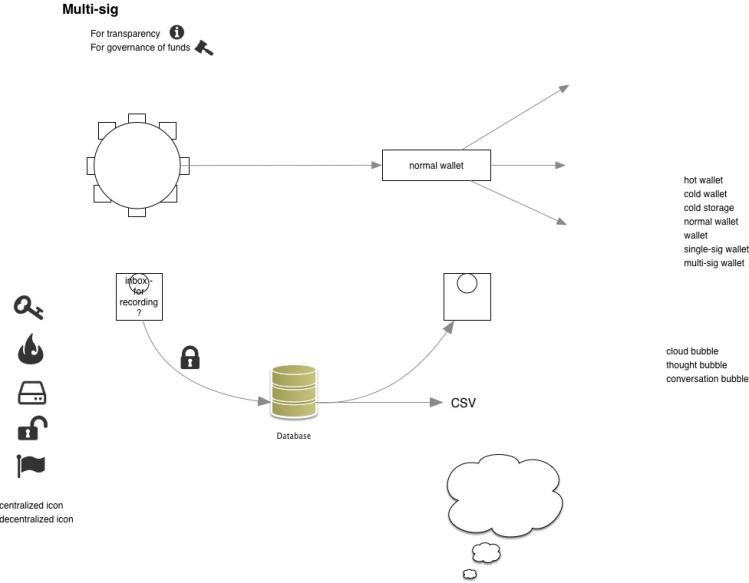 Multi-sig
For transparency
For governance of funds
normal wallet
hot wallet
cold wallet
cold storage
normal wallet
wallet
single-sig wallet
multi-sig wallet
inbox -
for
recording
?
cloud bubble
thought bubble
conversation bubble
CSV
Database
centralized icon
decentralized icon